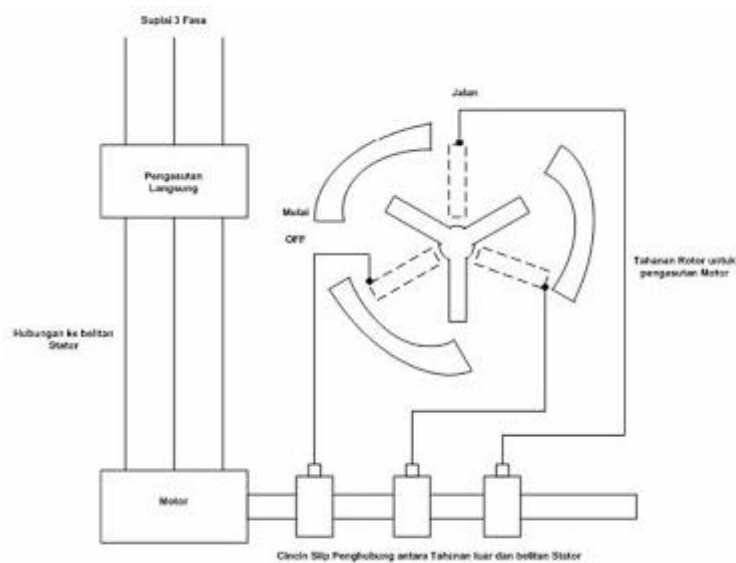 Suplai 3 Fasa
Jalan
Pengasutan
Langsung
Mulai
OFF
Tahanan Rotor untuk
pengasutan Motor
Hubungan ke belitan
Stator
Motor
Cincin Slip Penghubung antara Tahanan luar dan belitan Stator